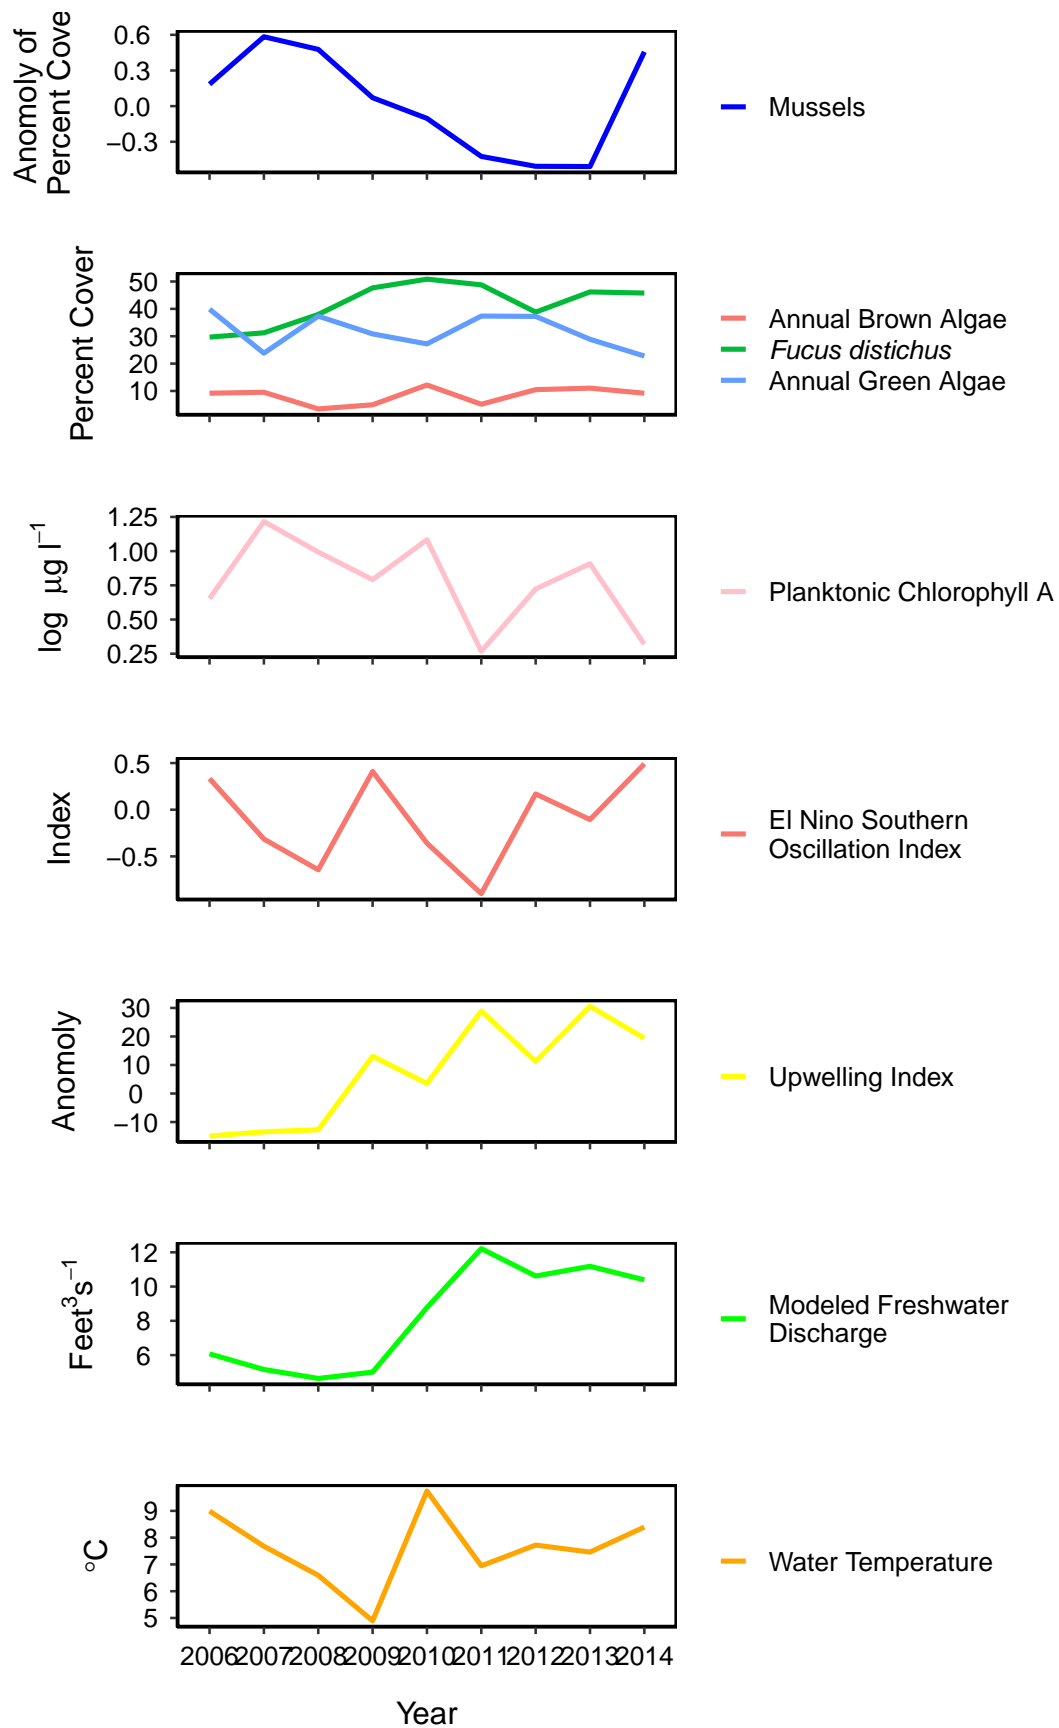 Anomoly of
Percent Cove
0.6
0.3
0.0
−0.3
Mussels
Percent Cover
50
40
30
20
10
Annual Brown Algae
Fucus distichus
Annual Green Algae
log µg l⁻¹
1.25
1.00
0.75
0.50
0.25
Planktonic Chlorophyll A
Index
0.5
0.0
−0.5
El Nino Southern
Oscillation Index
Anomoly
30
20
10
0
−10
Upwelling Index
Feet³s⁻¹
12
10
8
6
Modeled Freshwater
Discharge
°C
9
8
7
6
5
Water Temperature
2006 2007 2008 2009 2010 2011 2012 2013 2014
Year